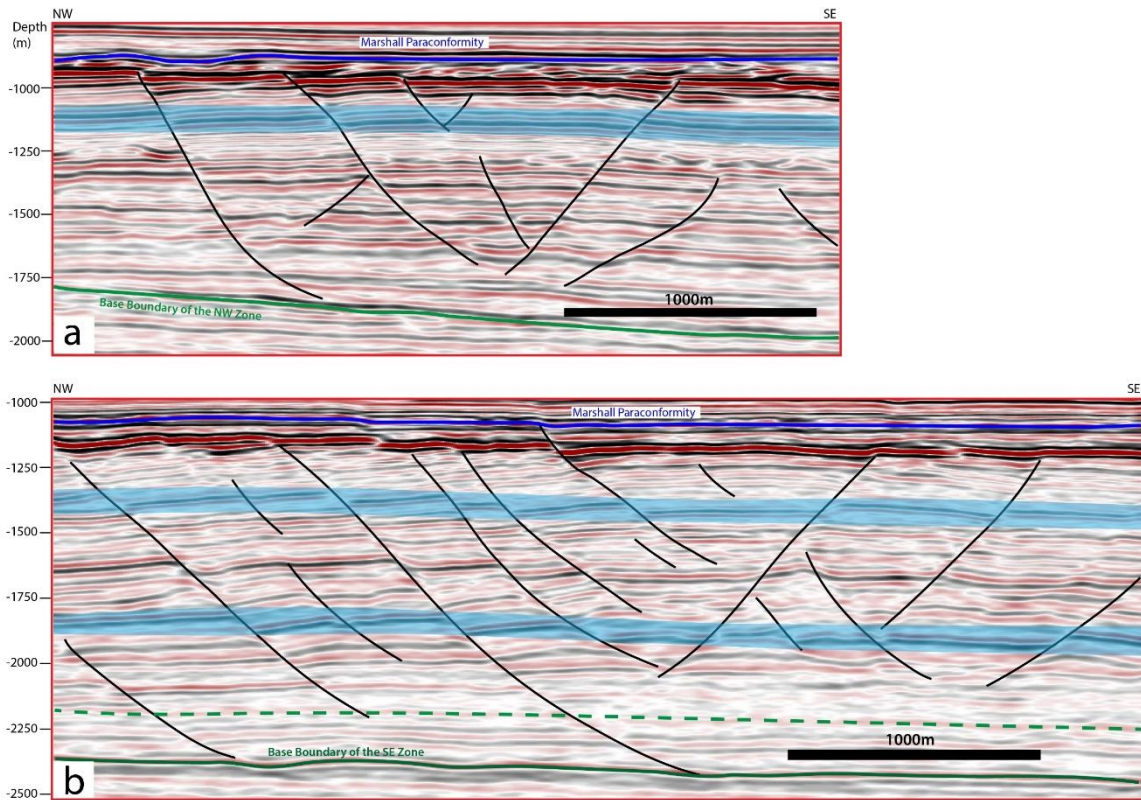 NW
SE
Depth
(m)
Marshall Paraconformity
-1000
-1250
-1500
-1750
Base Boundary of the NW Zone
1000m
-2000
a
NW
SE
-1000
Marshall Paraconformity
-1250
-1500
-1750
-2000
-2250
1000m
Base Boundary of the SE Zone
b
-2500